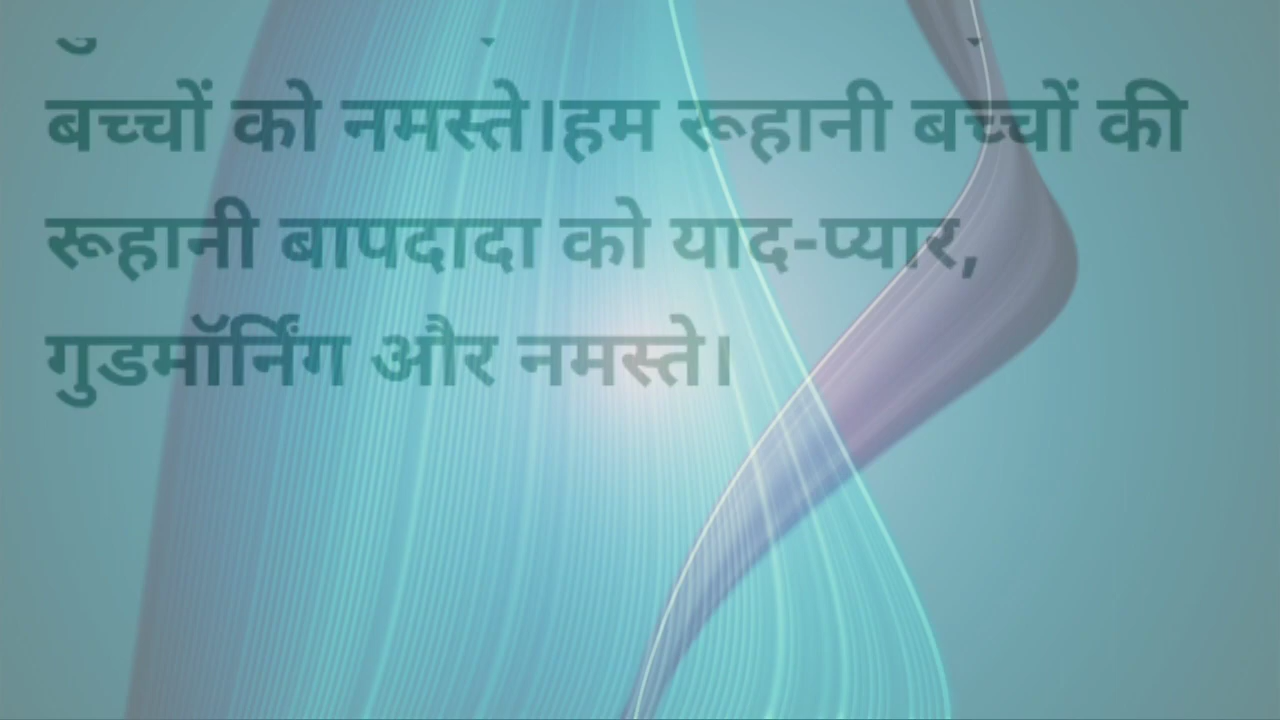 बच्चों को नमस्ते।हम रूहानी बच्चों की
रूहानी बापदादा को याद-प्यार,
गुडमॉर्निंग और नमस्ते।